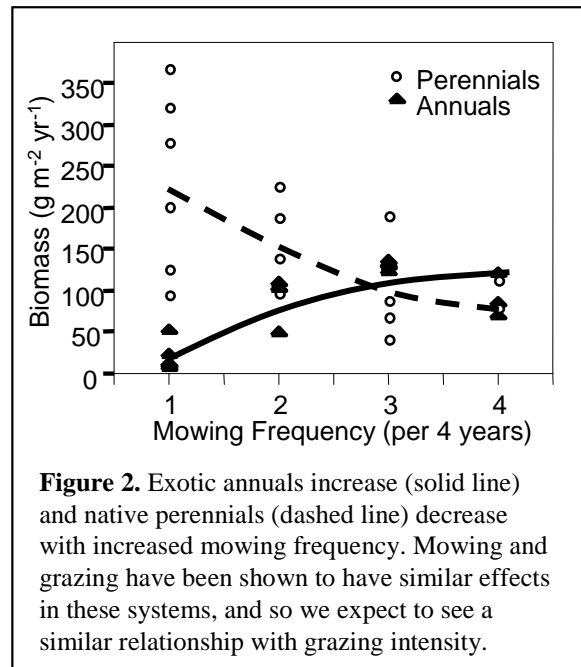 Perennials
Annuals
350
300
250
200
150
100
50
0
Biomass (g m-2 yr-1)
1 2 3 4
Mowing Frequency (per 4 years)
Figure 2. Exotic annuals increase (solid line)
and native perennials (dashed line) decrease
with increased mowing frequency. Mowing and
grazing have been shown to have similar effects
in these systems, and so we expect to see a
similar relationship with grazing intensity.